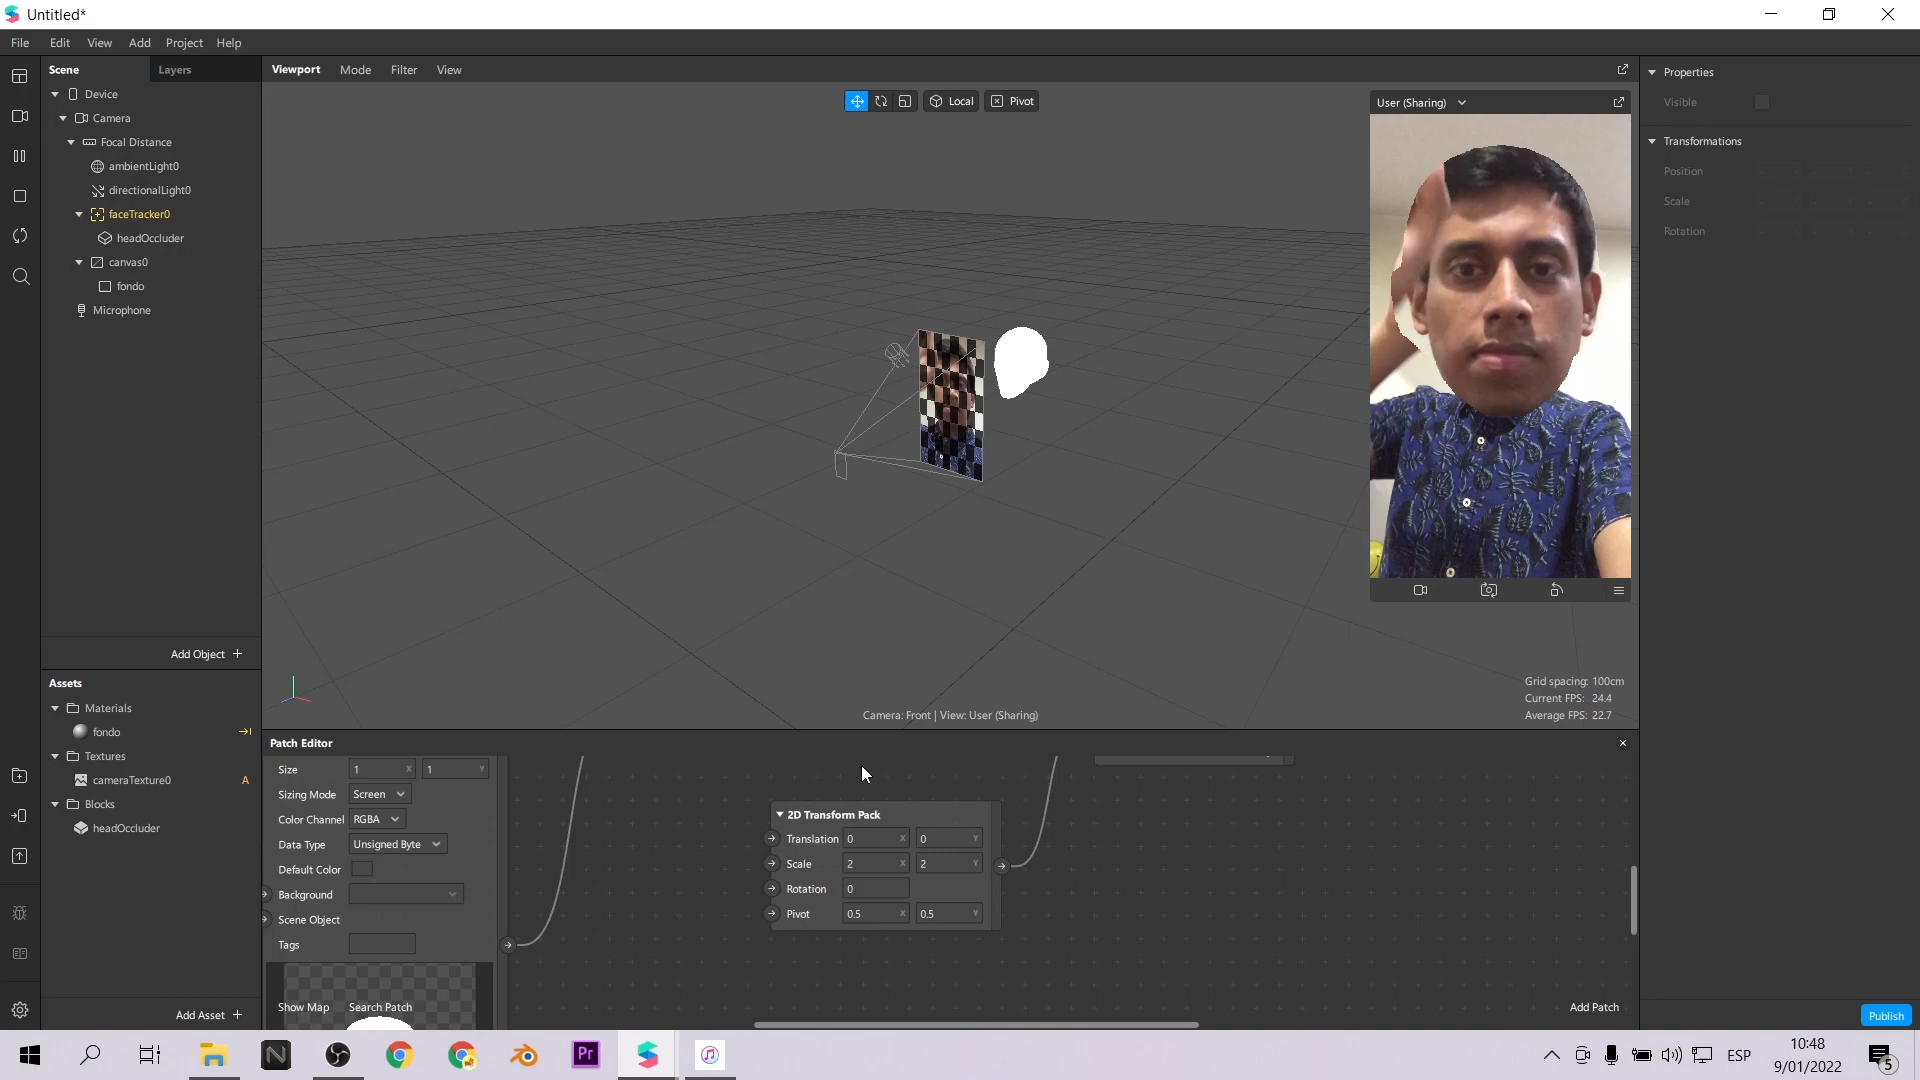 Untitled*
File Edit View Add Project Help
Scene Layers
Device
Camera
Focal Distance
ambientLight0
directionalLight0
faceTracker0
headOccluder
canvas0
fondo
Microphone
Add Object +
Assets
Materials
fondo
Textures
cameraTexture0 A
Blocks
headOccluder
Add Asset +
Viewport Mode Filter View
Local Pivot
User (Sharing)
Grid spacing: 100cm
Current FPS: 24.4
Average FPS: 22.7
Camera: Front | View: User (Sharing)
Properties
Visible
Transformations
Position
Scale
Rotation
Patch Editor
Size 1 X 1 Y
Sizing Mode Screen
Color Channel RGBA
Data Type Unsigned Byte
Default Color
Background
Scene Object
Tags
Show Map Search Patch
2D Transform Pack
Translation 0 X 0 Y
Scale 2 X 2 Y
Rotation 0
Pivot 0.5 X 0.5 Y
Add Patch
Publish
Pr
ESP
10:48
9/01/2022
5